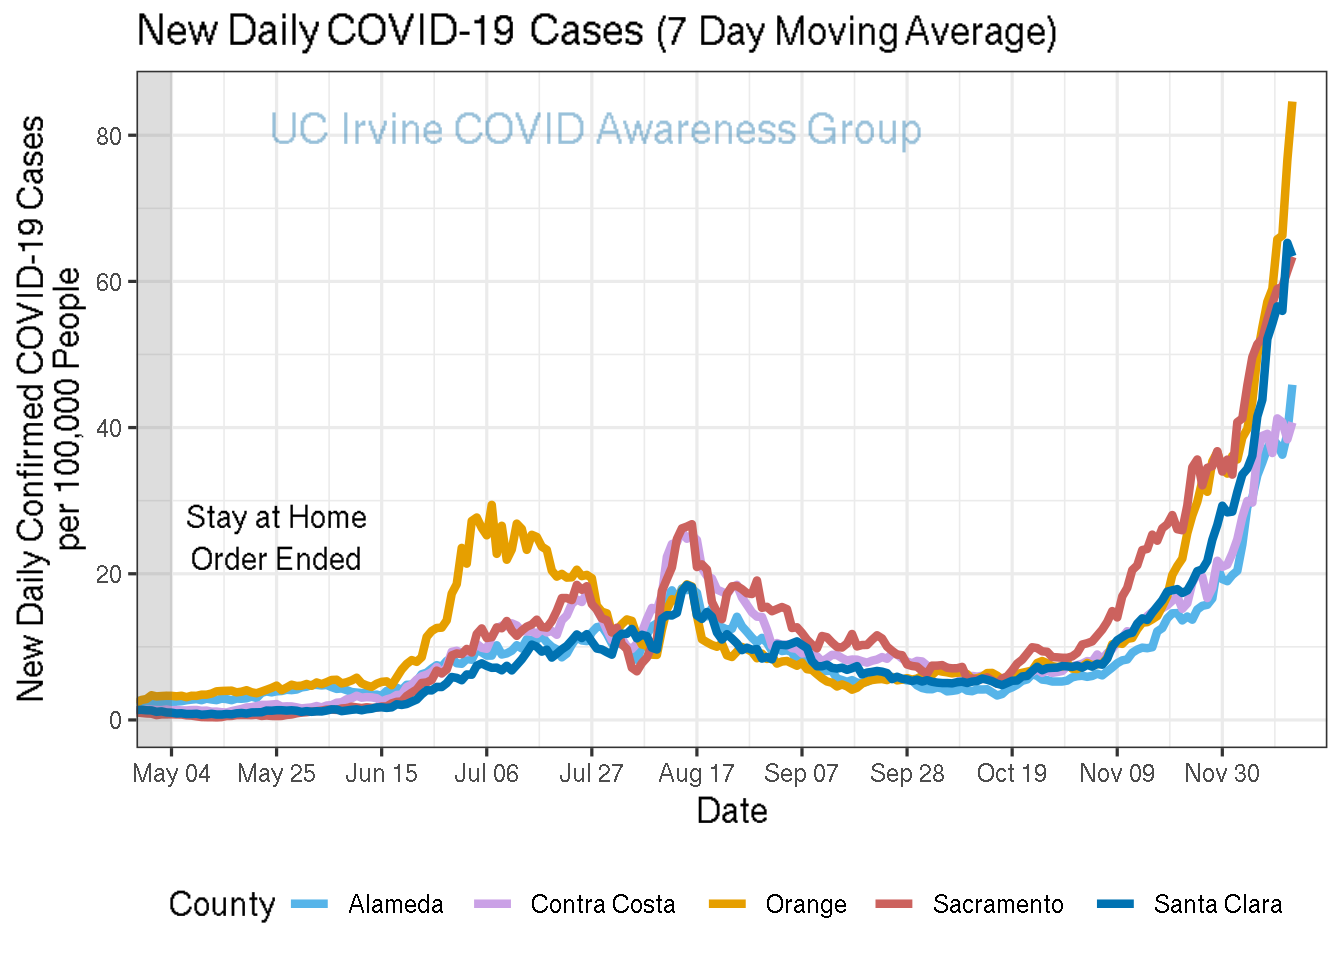 New Daily COVID-19 Cases (7 Day Moving Average)
UC Irvine COVID Awareness Group
New Daily Confirmed COVID-19 Cases
per 100,000 People
80
60
40
20
0
Stay at Home
Order Ended
May 04 May 25 Jun 15 Jul 06 Jul 27 Aug 17 Sep 07 Sep 28 Oct 19 Nov 09 Nov 30
Date
County Alameda Contra Costa Orange Sacramento Santa Clara